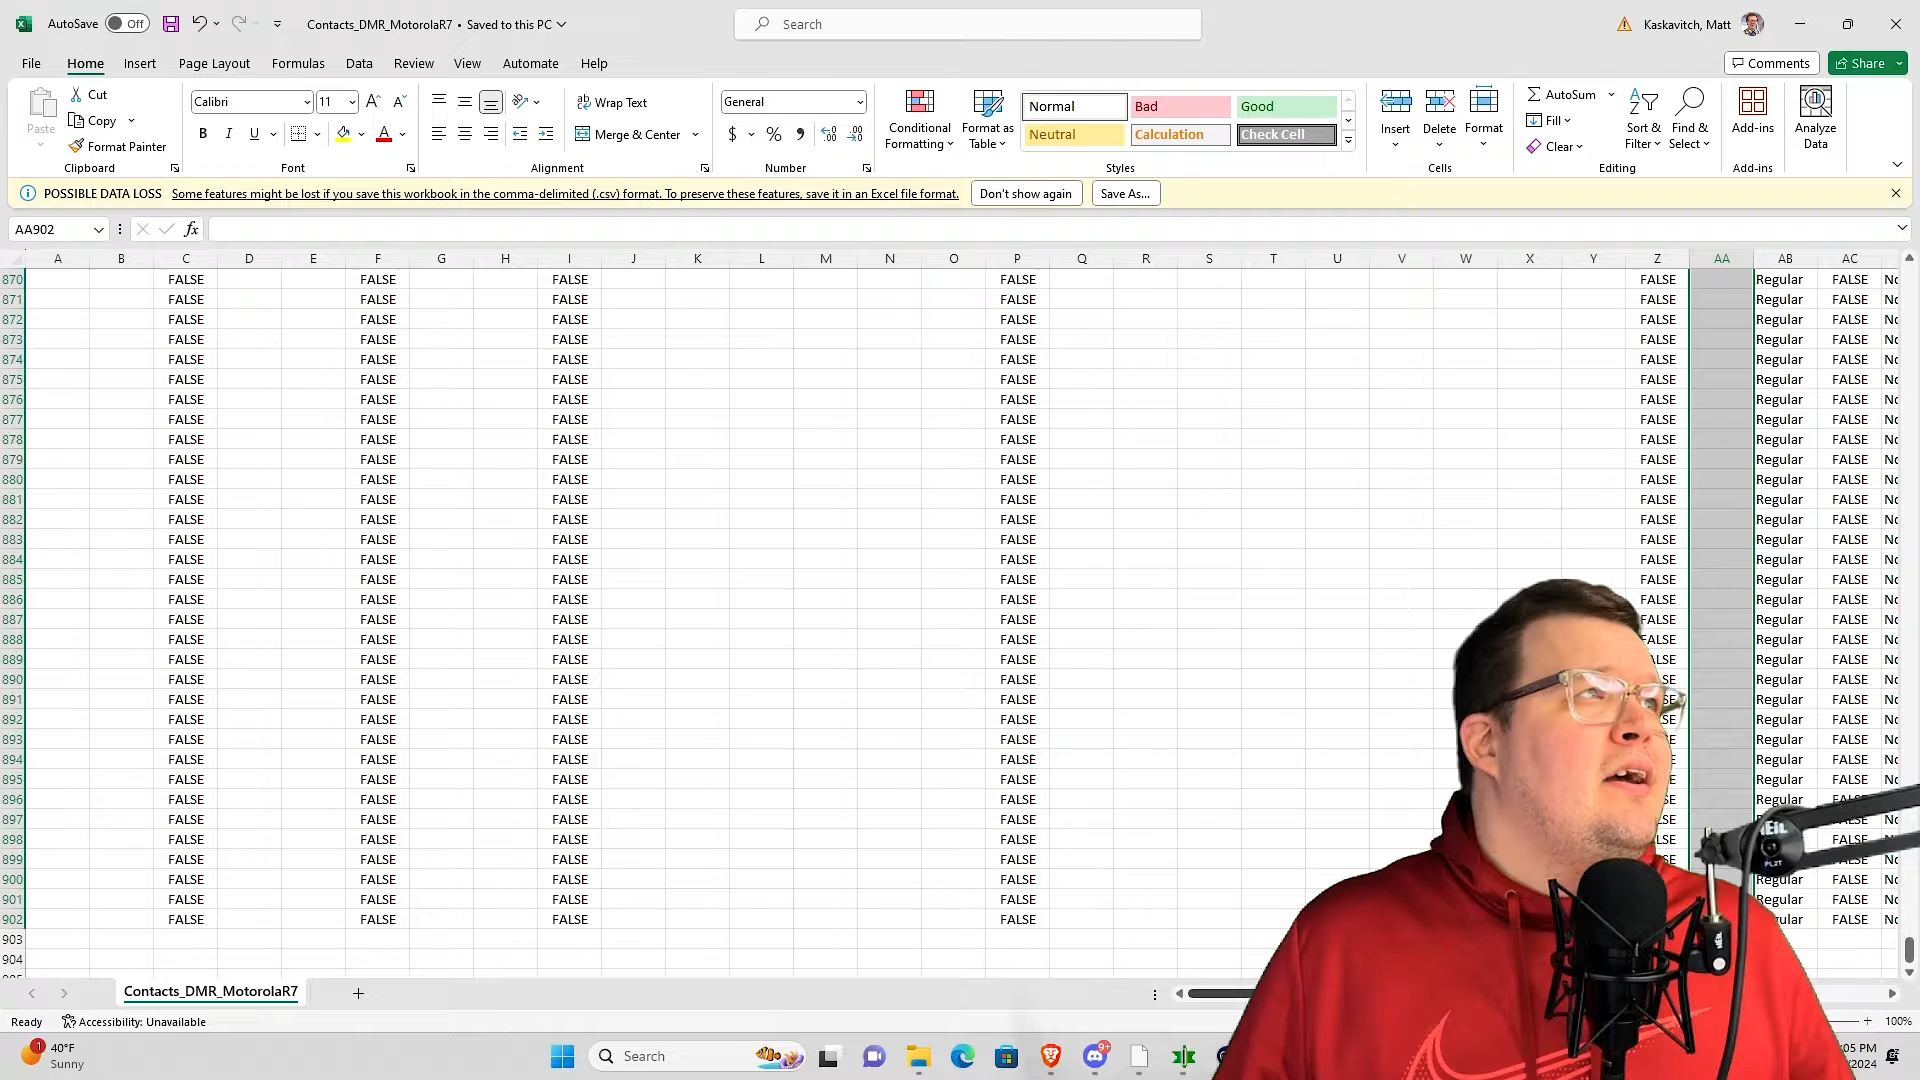 AutoSave Off Contacts_DMR_MotorolaR7 • Saved to this PC Search Kaskavitch, Matt
File Home Insert Page Layout Formulas Data Review View Automate Help Comments Share
Paste Cut Copy Format Painter Clipboard
Calibri 11 B I U A Font
Wrap Text Merge & Center Alignment
General $ % Number
Conditional Formatting Format as Table Normal Bad Good Neutral Calculation Check Cell Styles
Insert Delete Format Cells
AutoSum Fill Clear Sort & Filter Find & Select Editing
Add-ins Add-ins Analyze Data
POSSIBLE DATA LOSS Some features might be lost if you save this workbook in the comma-delimited (.csv) format. To preserve these features, save it in an Excel file format. Don't show again Save As...
AA902 fx
A B C D E F G H I J K L M N O P Q R S T U V W X Y Z AA AB AC
870 FALSE FALSE FALSE FALSE FALSE Regular FALSE
871 FALSE FALSE FALSE FALSE FALSE Regular FALSE
872 FALSE FALSE FALSE FALSE FALSE Regular FALSE
873 FALSE FALSE FALSE FALSE FALSE Regular FALSE
874 FALSE FALSE FALSE FALSE FALSE Regular FALSE
875 FALSE FALSE FALSE FALSE FALSE Regular FALSE
876 FALSE FALSE FALSE FALSE FALSE Regular FALSE
877 FALSE FALSE FALSE FALSE FALSE Regular FALSE
878 FALSE FALSE FALSE FALSE FALSE Regular FALSE
879 FALSE FALSE FALSE FALSE FALSE Regular FALSE
880 FALSE FALSE FALSE FALSE FALSE Regular FALSE
881 FALSE FALSE FALSE FALSE FALSE Regular FALSE
882 FALSE FALSE FALSE FALSE FALSE Regular FALSE
883 FALSE FALSE FALSE FALSE FALSE Regular FALSE
884 FALSE FALSE FALSE FALSE FALSE Regular FALSE
885 FALSE FALSE FALSE FALSE FALSE Regular FALSE
886 FALSE FALSE FALSE FALSE FALSE Regular FALSE
887 FALSE FALSE FALSE FALSE FALSE Regular FALSE
888 FALSE FALSE FALSE FALSE FALSE Regular FALSE
889 FALSE FALSE FALSE FALSE Regular FALSE
890 FALSE FALSE FALSE FALSE Regular FALSE
891 FALSE FALSE FALSE FALSE Regular FALSE
892 FALSE FALSE FALSE FALSE Regular FALSE
893 FALSE FALSE FALSE FALSE Regular FALSE
894 FALSE FALSE FALSE FALSE Regular FALSE
895 FALSE FALSE FALSE FALSE Regular FALSE
896 FALSE FALSE FALSE FALSE Regular FALSE
897 FALSE FALSE FALSE FALSE
898 FALSE FALSE FALSE FALSE
899 FALSE FALSE FALSE FALSE FALSE
900 FALSE FALSE FALSE FALSE Regular FALSE
901 FALSE FALSE FALSE FALSE Regular FALSE
902 FALSE FALSE FALSE FALSE FALSE
903
904
Contacts_DMR_MotorolaR7
Ready Accessibility: Unavailable 100%
1 40°F Sunny Search 9+